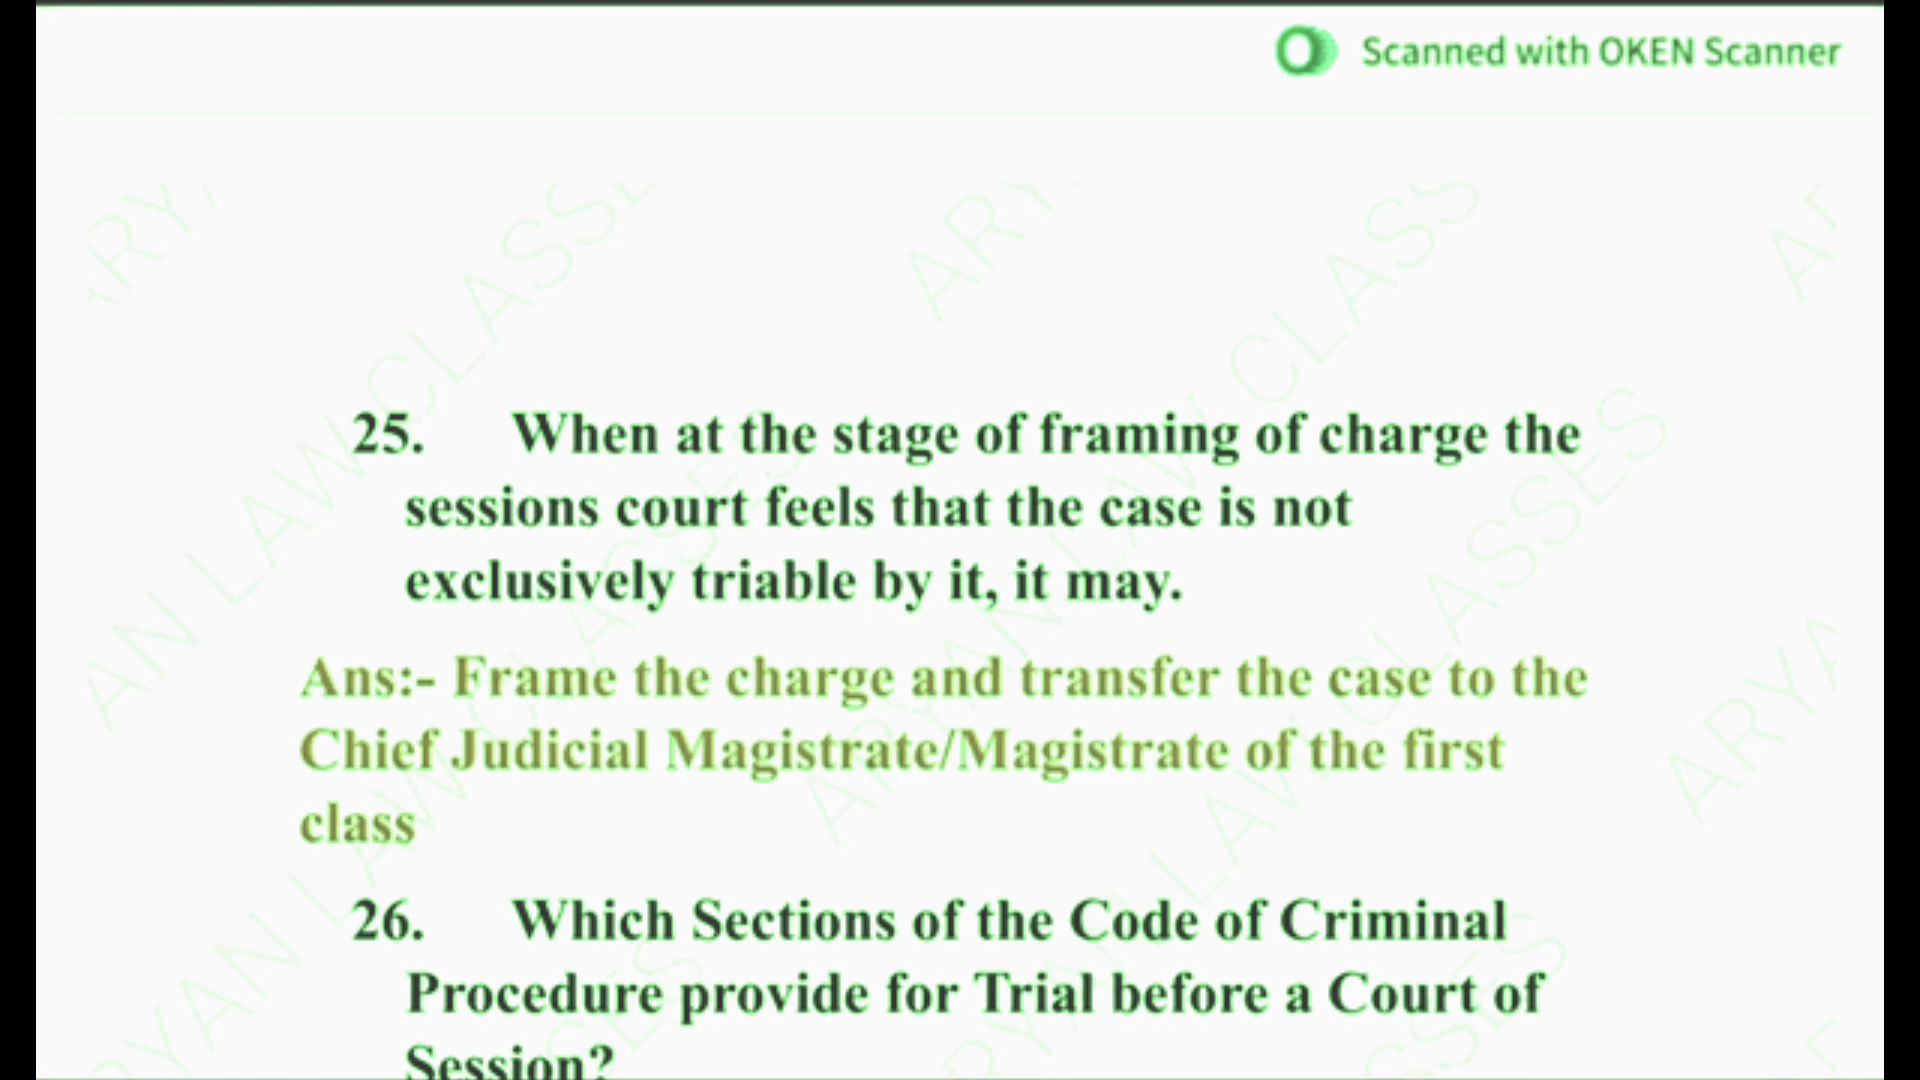 Scanned with OKEN Scanner
25. When at the stage of framing of charge the
sessions court feels that the case is not
exclusively triable by it, it may.
Ans:- Frame the charge and transfer the case to the
Chief Judicial Magistrate/Magistrate of the first
class
26. Which Sections of the Code of Criminal
Procedure provide for Trial before a Court of
Session?
ARYAN LAW CLASSES